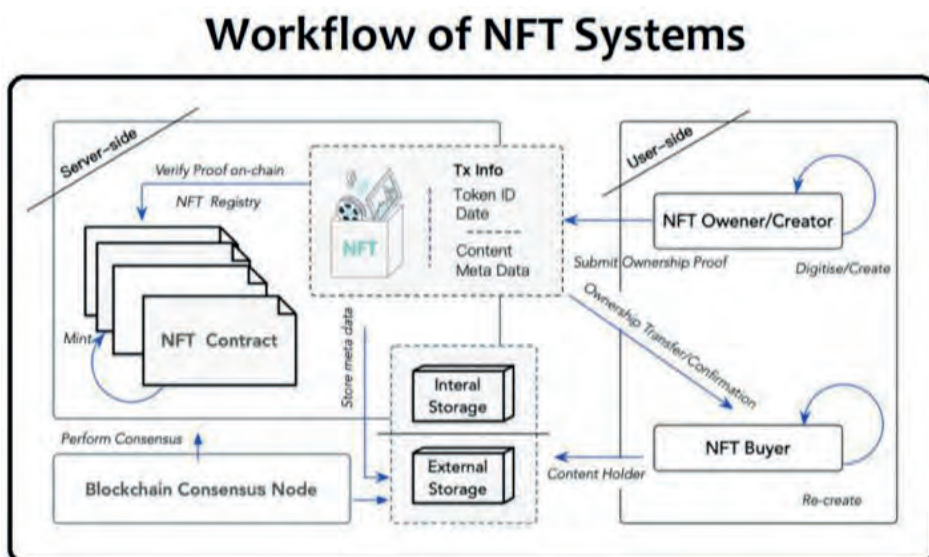 Workflow of NFT Systems
Server-side
User-side
Verify Proof on-chain
NFT Registry
NFT
Tx Info
Token ID
Date
Content
Meta Data
NFT Owener/Creator
Submit Ownership Proof
Digitise/Create
Mint
NFT Contract
Store meta data
Ownership Transfer/Confirmation
Interal
Storage
Perform Consensus
NFT Buyer
External
Storage
Content Holder
Blockchain Consensus Node
Re-create